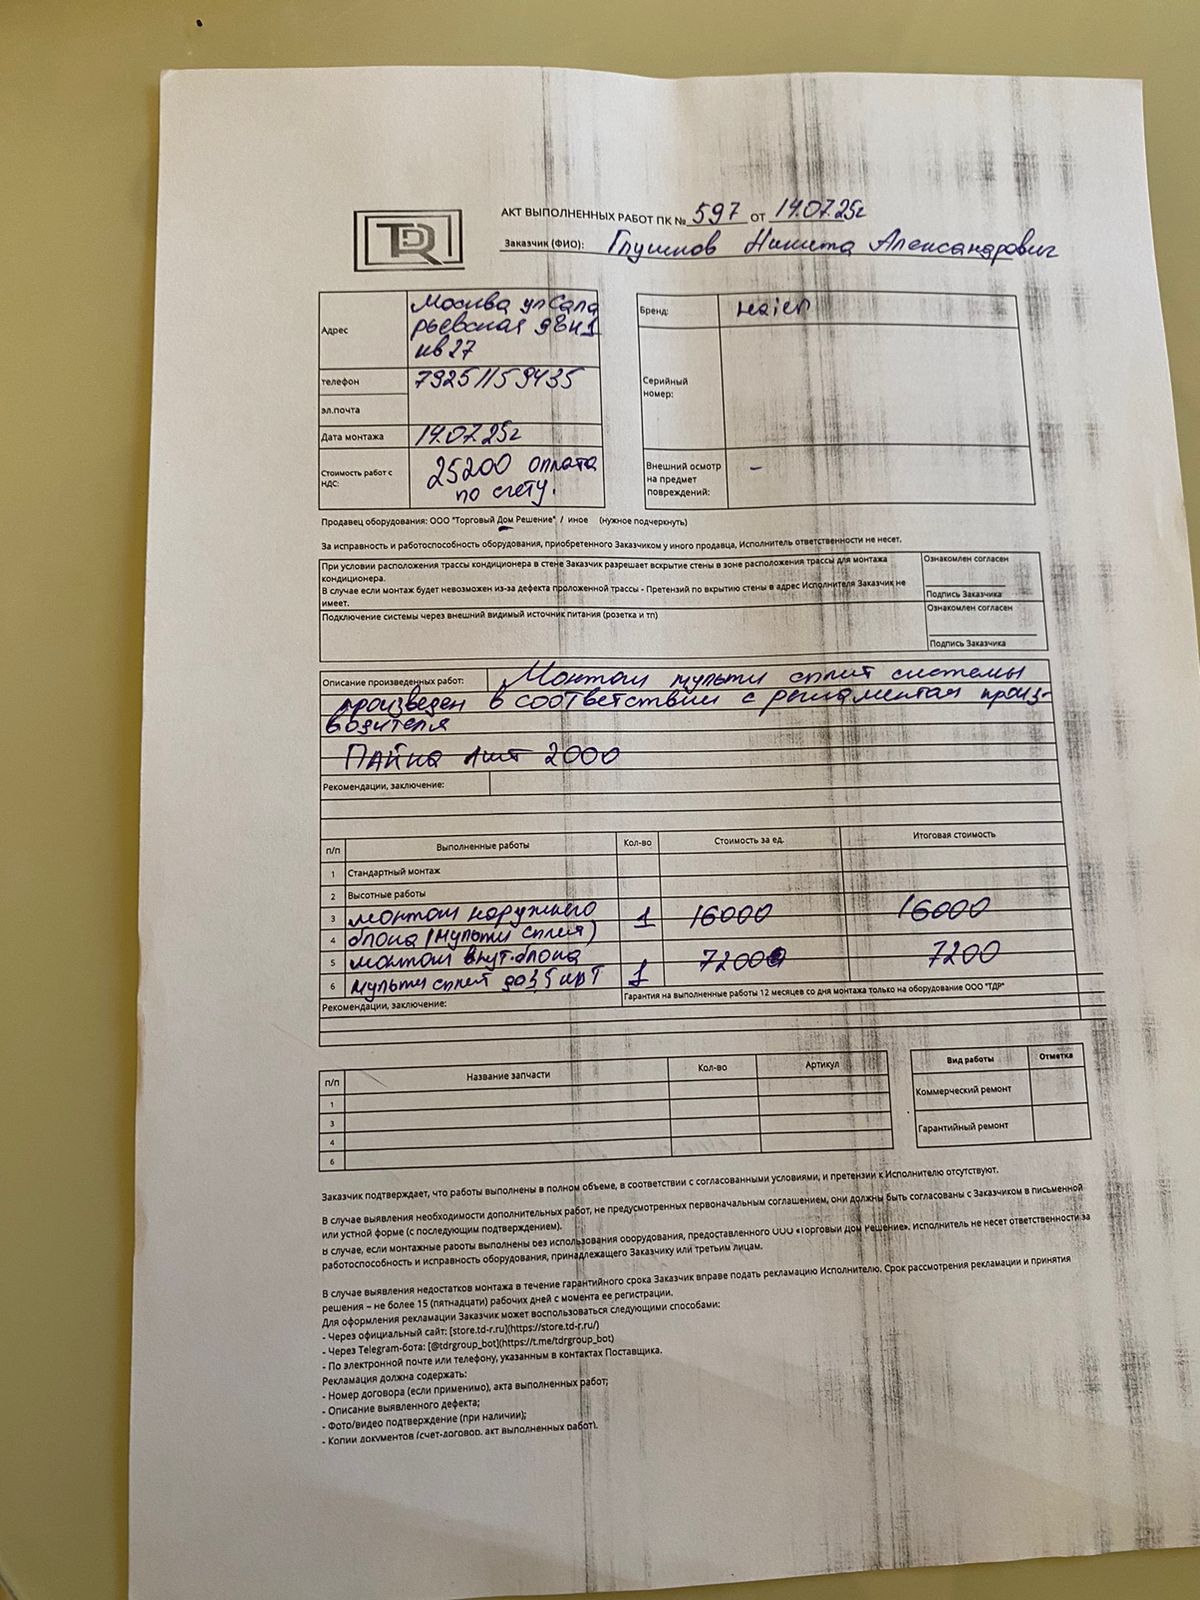 TDR
АКТ ВЫПОЛНЕННЫХ РАБОТ ПК № 597 от 14.07.25г
Заказчик (ФИО): Глушков Никита Александрович
Адрес
Москва ул Сала
рьевская д8к1
кв 27
телефон 79251159435
эл.почта
Дата монтажа 14.07.25г
Стоимость работ с НДС: 25200 оплата
по счету.
Бренд: Haier
Серийный
номер:
Внешний осмотр
на предмет
повреждений: –
Продавец оборудования: ООО "Торговый Дом Решение" / иное (нужное подчеркнуть)
За исправность и работоспособность оборудования, приобретенного Заказчиком у иного продавца, Исполнитель ответственности не несет.
При условии расположения трассы кондиционера в стене Заказчик разрешает вскрытие стены в зоне расположения трассы для монтажа
кондиционера.
В случае если монтаж будет невозможен из-за дефекта проложенной трассы - Претензий по вкрытию стены в адрес Исполнителя Заказчик не
имеет.
Ознакомлен согласен
Подпись Заказчика
Подключение системы через внешний видимый источник питания (розетка и тп)
Ознакомлен согласен
Подпись Заказчика
Описание произведенных работ: Монтаж мульти сплит системы
произведен в соответствии с регламентам произ-
водителя
Пайка 1шт 2000
Рекомендации, заключение:
п/п Выполненные работы Кол-во Стоимость за ед. Итоговая стоимость
1 Стандартный монтаж
2 Высотные работы
3 монтаж наружнего
4 блока (мульти сплит) 1 16000 16000
5 монтаж внут. блока
6 мульти сплит до 3,5 квт 1 7200 7200
Рекомендации, заключение: Гарантия на выполненные работы 12 месяцев со дня монтажа только на оборудование ООО "ТДР"
п/п Название запчасти Кол-во Артикул
1
3
4
6
Вид работы Отметка
Коммерческий ремонт
Гарантийный ремонт
Заказчик подтверждает, что работы выполнены в полном объеме, в соответствии с согласованными условиями, и претензии к Исполнителю отсутствуют.
В случае выявления необходимости дополнительных работ, не предусмотренных первоначальным соглашением, они должны быть согласованы с Заказчиком в письменной
или устной форме (с последующим подтверждением).
В случае, если монтажные работы выполнены без использования оборудования, предоставленного ООО «Торговый Дом Решение». Исполнитель не несет ответственности за
работоспособность и исправность оборудования, принадлежащего Заказчику или третьим лицам.
В случае выявления недостатков монтажа в течение гарантийного срока Заказчик вправе подать рекламацию Исполнителю. Срок рассмотрения рекламации и принятия
решения – не более 15 (пятнадцати) рабочих дней с момента ее регистрации.
Для оформления рекламации Заказчик может воспользоваться следующими способами:
- Через официальный сайт: [store.td-r.ru](https://store.td-r.ru/)
- Через Telegram-бота: [@tdrgroup_bot](https://t.me/tdrgroup_bot)
- По электронной почте или телефону, указанным в контактах Поставщика.
Рекламация должна содержать:
- Номер договора (если применимо), акта выполненных работ;
- Описание выявленного дефекта;
- Фото/видео подтверждение (при наличии);
- Копии документов (счет-договор, акт выполненных работ).